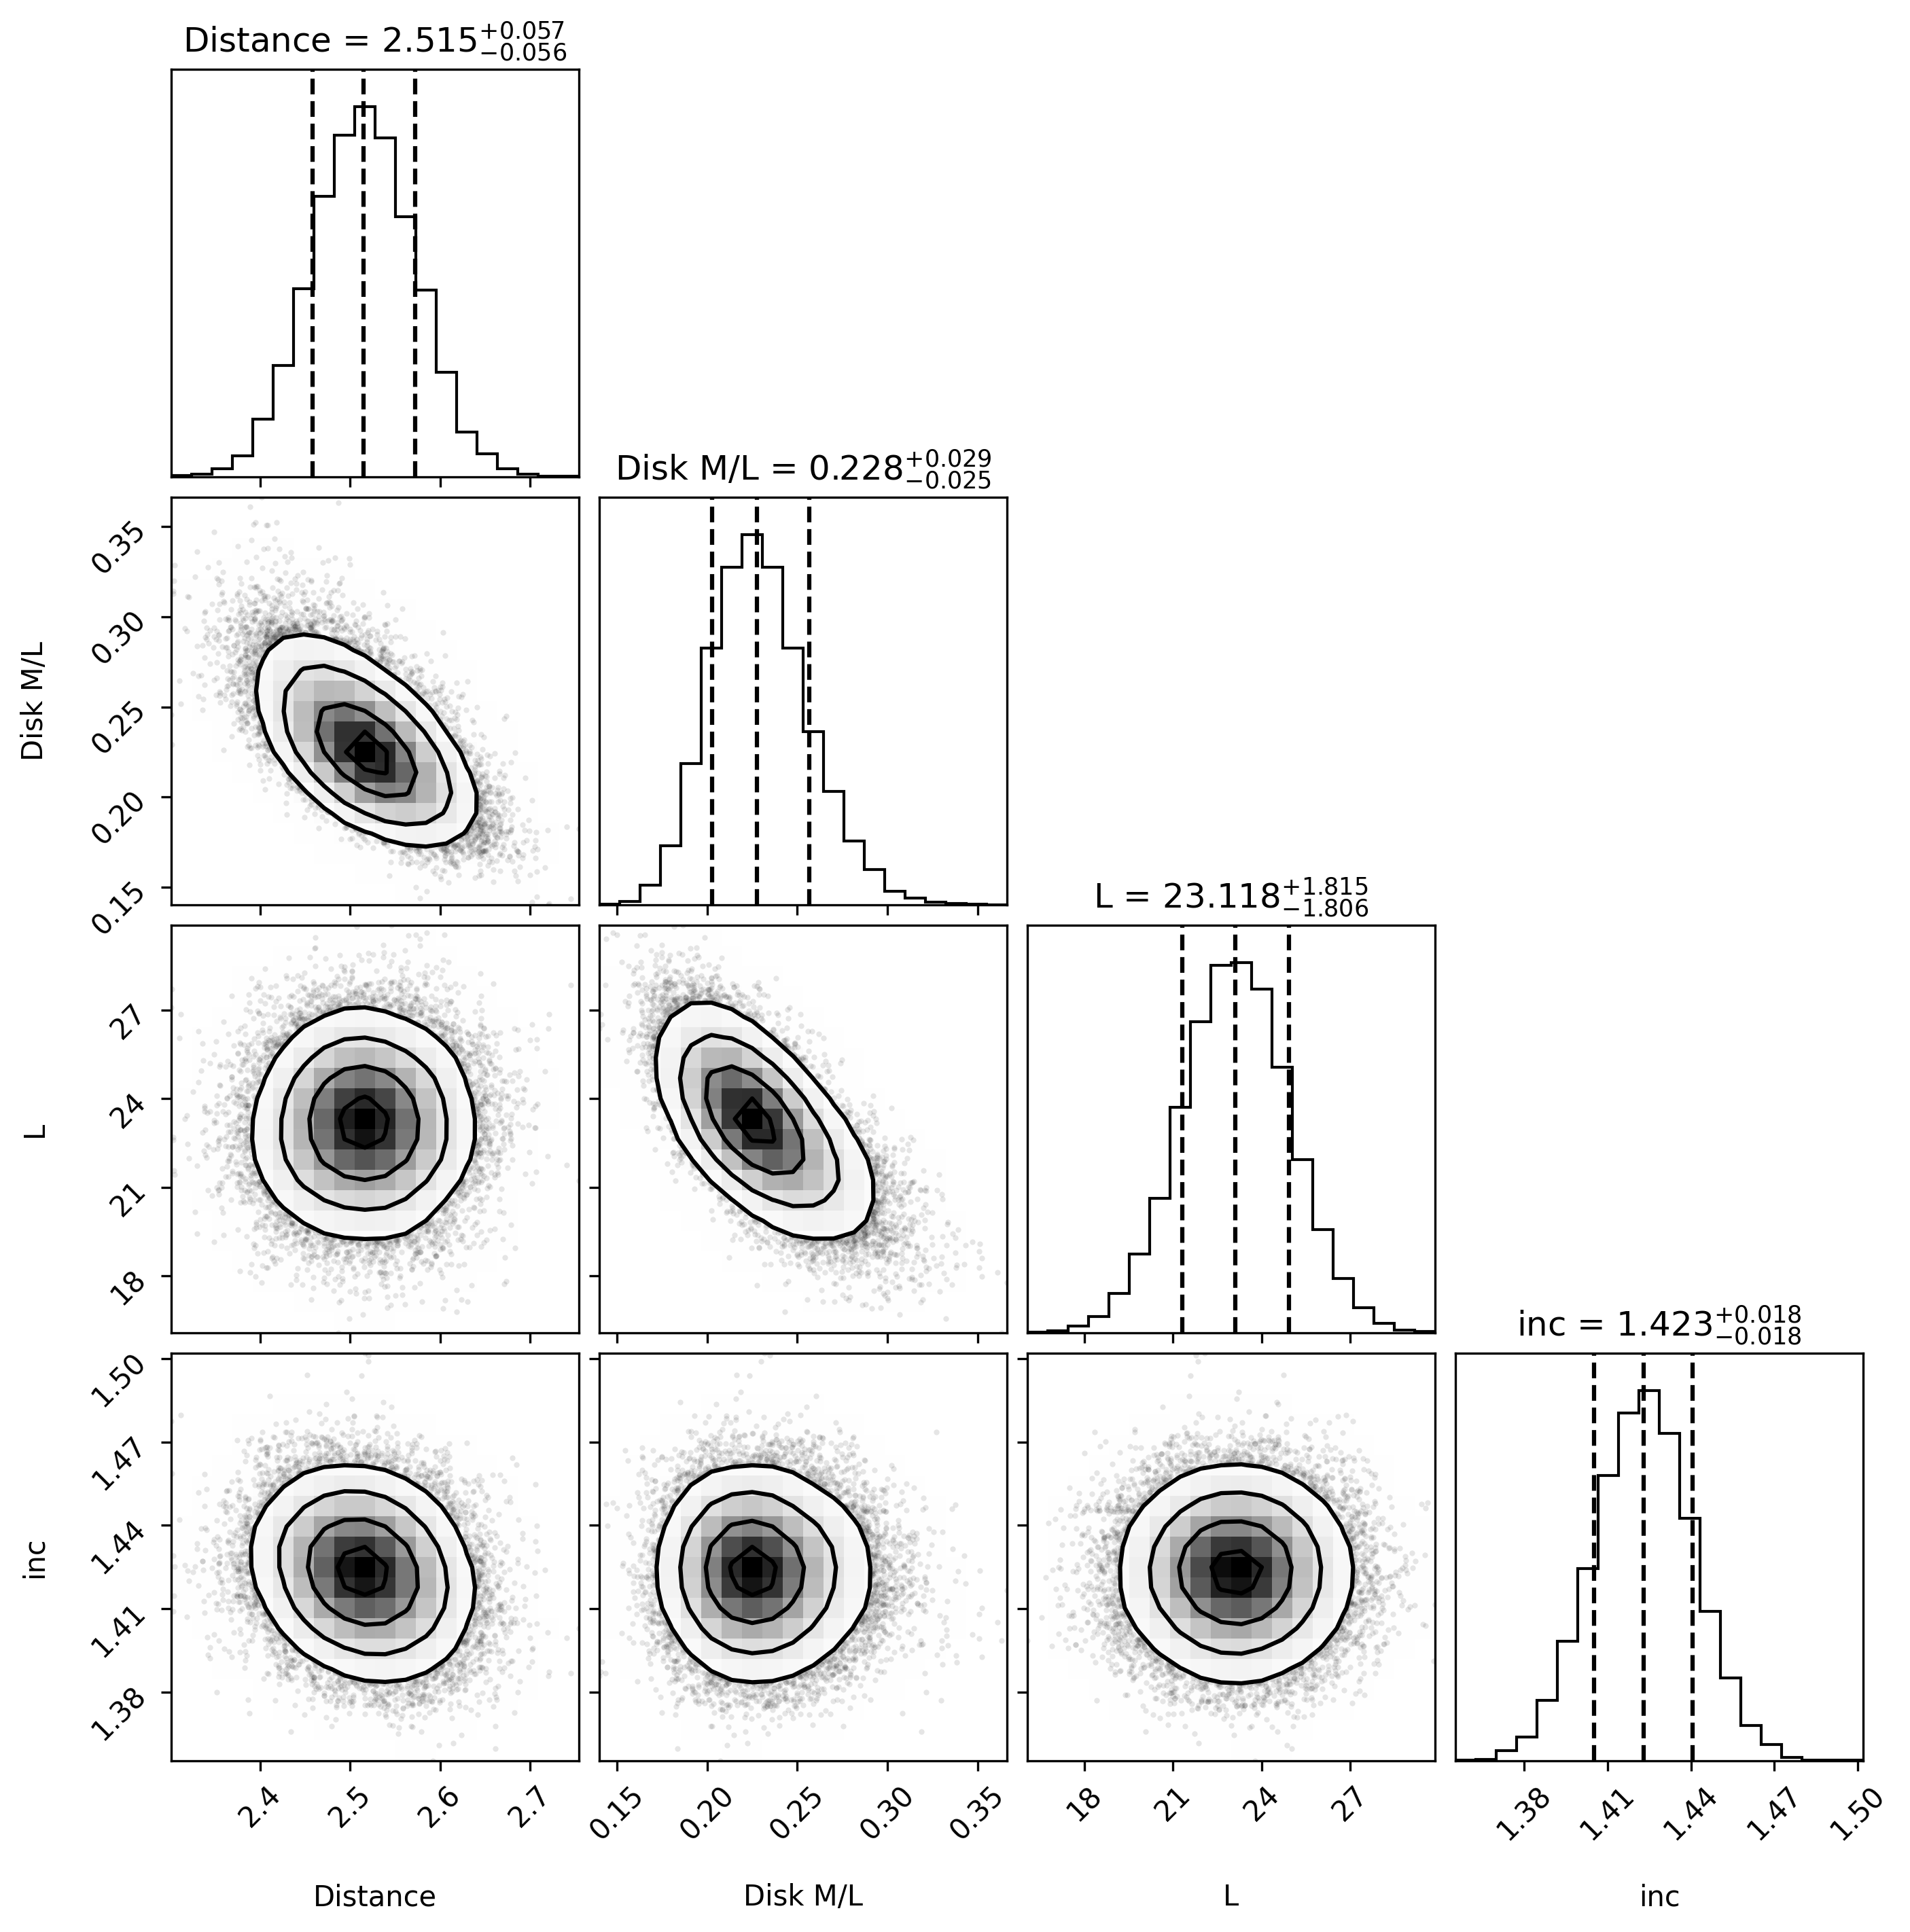 Distance = 2.515+0.057−0.056
Disk M/L = 0.228+0.029−0.025
0.35
0.30
0.25
0.20
0.15
Disk M/L
L = 23.118+1.815−1.806
27
24
21
18
L
inc = 1.423+0.018−0.018
1.50
1.47
1.44
1.41
1.38
inc
2.4 2.5 2.6 2.7 0.15 0.20 0.25 0.30 0.35 18 21 24 27 1.38 1.41 1.44 1.47 1.50
Distance Disk M/L L inc